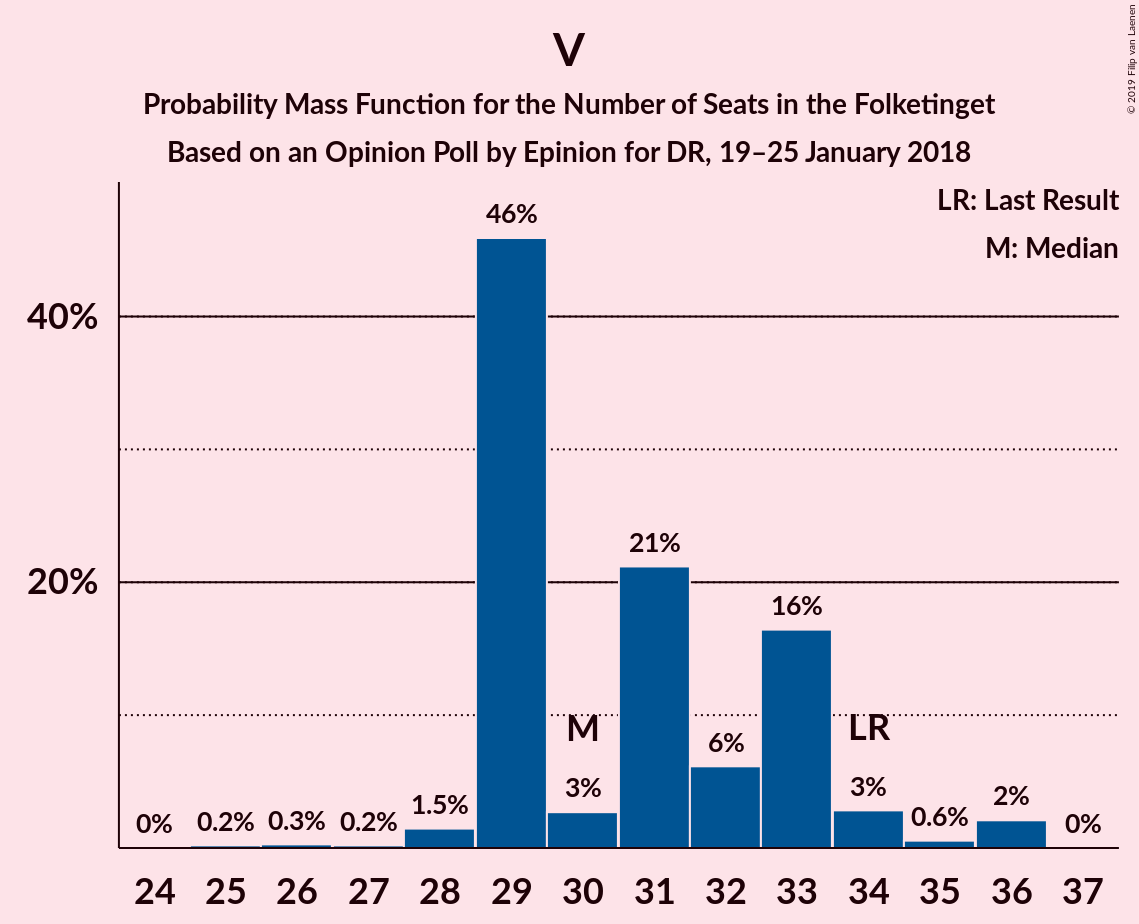 V
Probability Mass Function for the Number of Seats in the Folketinget
Based on an Opinion Poll by Epinion for DR, 19–25 January 2018
© 2019 Filip van Laenen
LR: Last Result
M: Median
46%
40%
21%
20%
16%
M
LR
6%
3%
3%
2%
1.5%
0.6%
0%
0.2%
0.3%
0.2%
0%
24 25 26 27 28 29 30 31 32 33 34 35 36 37